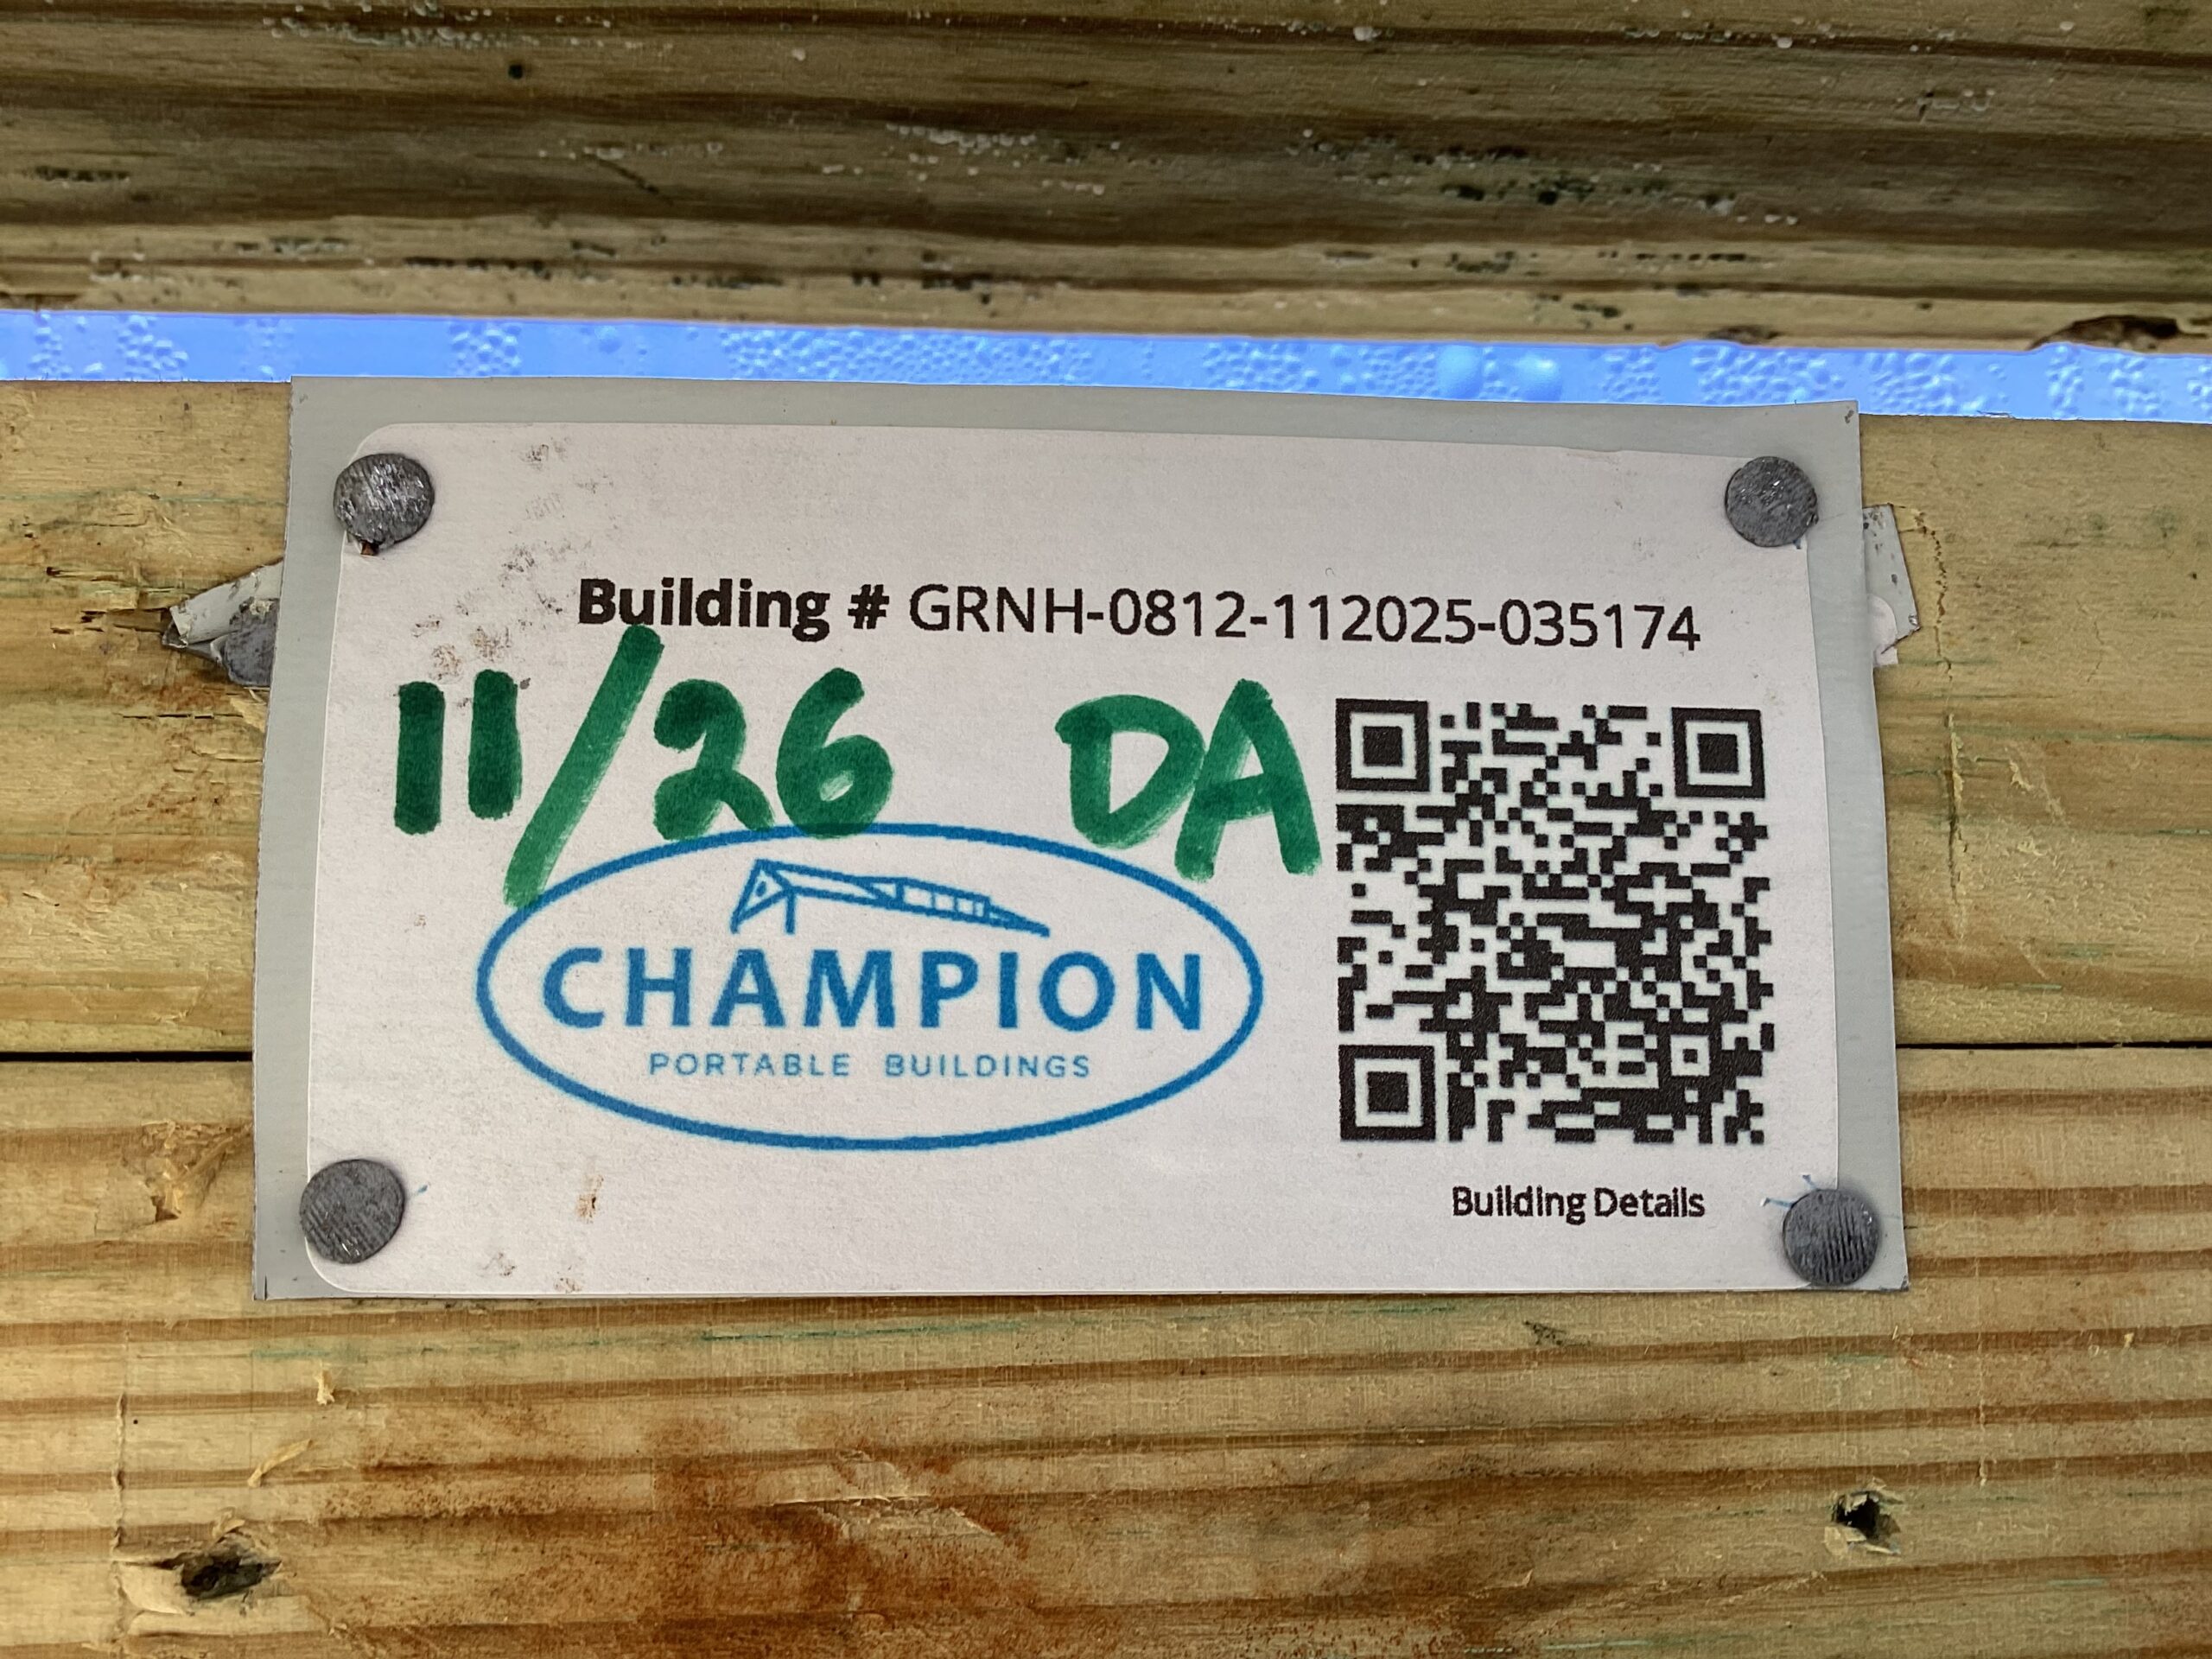 Building # GRNH-0812-112025-035174
11/26 DA
CHAMPION
PORTABLE BUILDINGS
Building Details